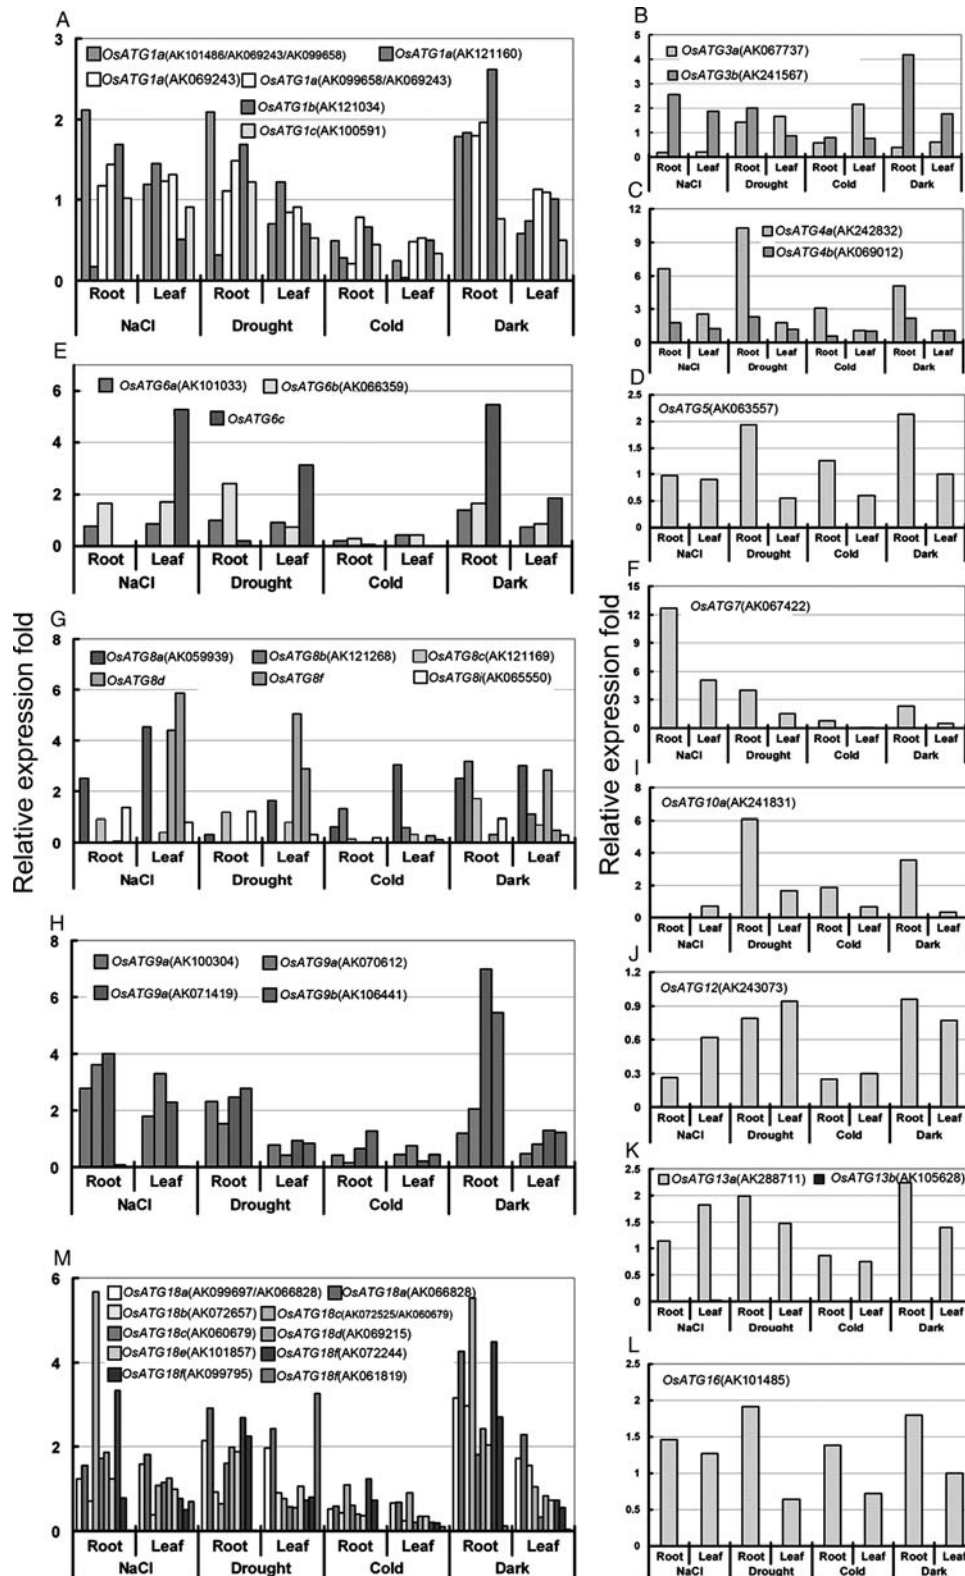 A
3
2
1
0
OsATG1a(AK101486/AK069243/AK099658)
OsATG1a(AK121160)
OsATG1a(AK069243)
OsATG1a(AK099658/AK069243)
OsATG1b(AK121034)
OsATG1c(AK100591)
Root Leaf Root Leaf Root Leaf Root Leaf
NaCl Drought Cold Dark
E
6
4
2
0
OsATG6a(AK101033)
OsATG6b(AK066359)
OsATG6c
Root Leaf Root Leaf Root Leaf Root Leaf
NaCl Drought Cold Dark
Relative expression fold
G
8
6
4
2
0
OsATG8a(AK059939)
OsATG8b(AK121268)
OsATG8c(AK121169)
OsATG8d
OsATG8f
OsATG8i(AK065550)
Root Leaf Root Leaf Root Leaf Root Leaf
NaCl Drought Cold Dark
H
8
6
4
2
0
OsATG9a(AK100304)
OsATG9a(AK070612)
OsATG9a(AK071419)
OsATG9b(AK106441)
Root Leaf Root Leaf Root Leaf Root Leaf
NaCl Drought Cold Dark
M
6
4
2
0
OsATG18a(AK099697/AK066828)
OsATG18a(AK066828)
OsATG18b(AK072657)
OsATG18c(AK072525/AK060679)
OsATG18c(AK060679)
OsATG18d(AK069215)
OsATG18e(AK101857)
OsATG18f(AK072244)
OsATG18f(AK099795)
OsATG18f(AK061819)
Root Leaf Root Leaf Root Leaf Root Leaf
NaCl Drought Cold Dark
B
5
4
3
2
1
0
OsATG3a(AK067737)
OsATG3b(AK241567)
Root Leaf Root Leaf Root Leaf Root Leaf
NaCl Drought Cold Dark
C
12
9
6
3
0
OsATG4a(AK242832)
OsATG4b(AK069012)
Root Leaf Root Leaf Root Leaf Root Leaf
NaCl Drought Cold Dark
D
2.5
2
1.5
1
0.5
0
OsATG5(AK063557)
Root Leaf Root Leaf Root Leaf Root Leaf
NaCl Drought Cold Dark
Relative expression fold
F
15
12
9
6
3
0
OsATG7(AK067422)
Root Leaf Root Leaf Root Leaf Root Leaf
NaCl Drought Cold Dark
I
8
6
4
2
0
OsATG10a(AK241831)
Root Leaf Root Leaf Root Leaf Root Leaf
NaCl Drought Cold Dark
J
1.2
0.9
0.6
0.3
0
OsATG12(AK243073)
Root Leaf Root Leaf Root Leaf Root Leaf
NaCl Drought Cold Dark
K
2.5
2
1.5
1
0.5
0
OsATG13a(AK288711)
OsATG13b(AK105628)
Root Leaf Root Leaf Root Leaf Root Leaf
NaCl Drought Cold Dark
L
2.5
2
1.5
1
0.5
0
OsATG16(AK101485)
Root Leaf Root Leaf Root Leaf Root Leaf
NaCl Drought Cold Dark